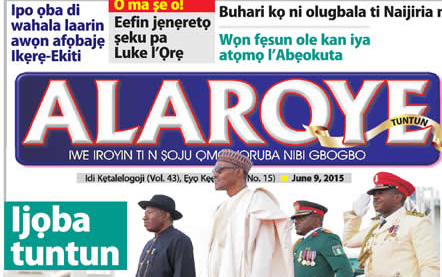 Ipo ọba di
wahala laarin
awọn afọbajẹ
Ikẹrẹ-Ekiti
O ma ṣe o!
Eefin jẹnẹretọ
ṣeku pa
Luke l'Ọrẹ
Buhari kọ ni olugbala ti Naijiria
Wọn fẹsun ole kan iya
atọmọ l'Abẹokuta
ALAROYE
TUNTUN
IWE IROYIN TI N ṢOJU ỌMỌ YORUBA NIBI GBOGBO
Idi Kẹtalelogoji (Vol. 43), Ẹyọ No. 15) June 9, 2015
Ijọba
tuntun